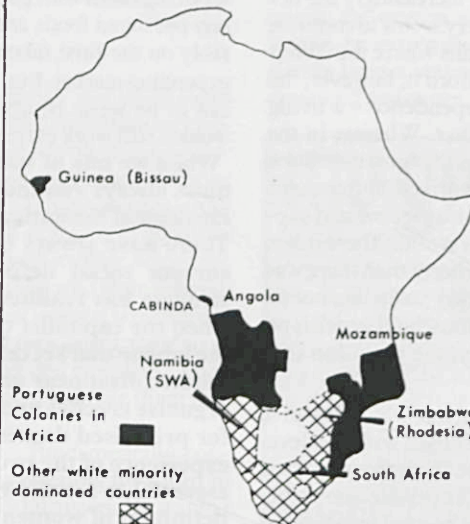 Guinea (Bissau)
CABINDA
Angola
Mozambique
Namibia
(SWA)
Portuguese
Colonies in
Africa
Zimbabwe
(Rhodesia)
South Africa
Other white minority
dominated countries